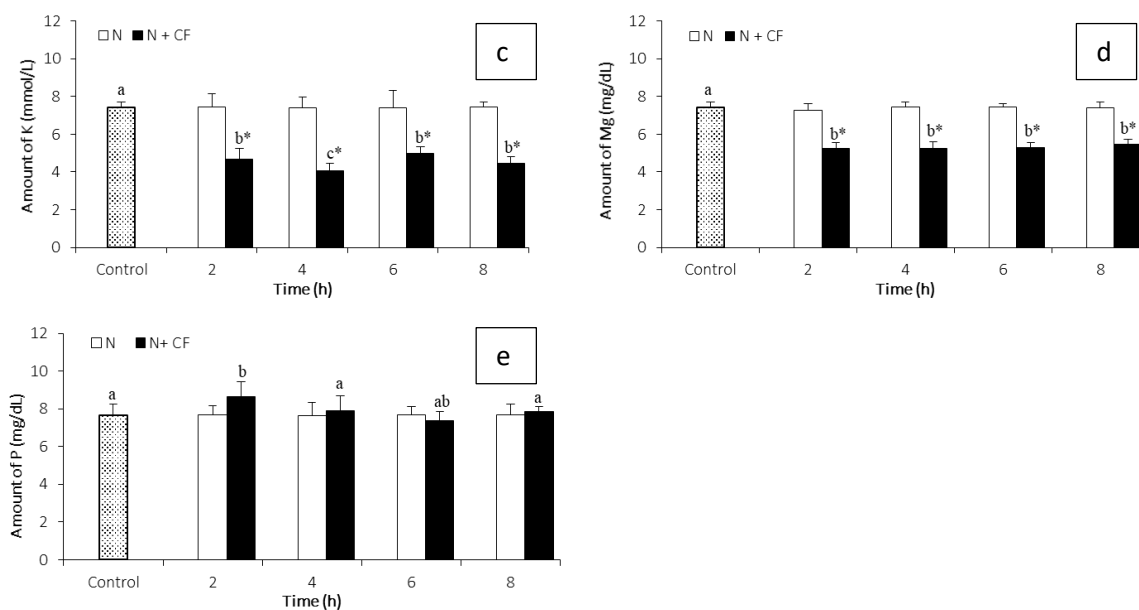 12
10
8
6
4
2
0
Amount of K (mmol/L)
N N + CF
c
a
b*
c*
b*
b*
Control 2 4 6 8
Time (h)
12
10
8
6
4
2
0
Amount of Mg (mg/dL)
N N + CF
d
a
b*
b*
b*
b*
Control 2 4 6 8
Time (h)
12
10
8
6
4
2
0
Amount of P (mg/dL)
N N+ CF
e
a
b
a
ab
a
Control 2 4 6 8
Time (h)